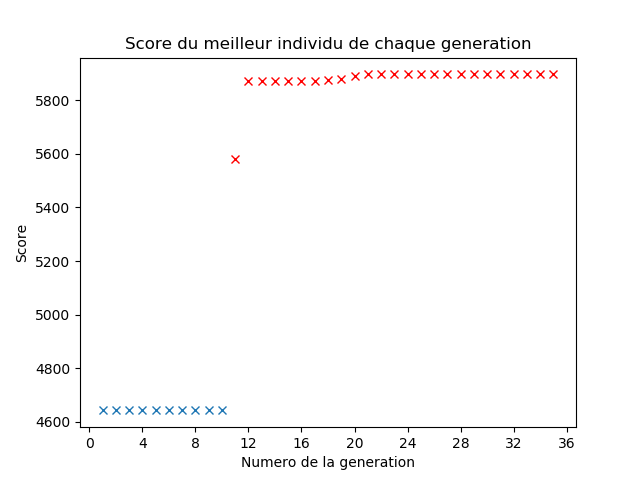 Score du meilleur individu de chaque generation
Score
5800
5600
5400
5200
5000
4800
4600
0 4 8 12 16 20 24 28 32 36
Numero de la generation